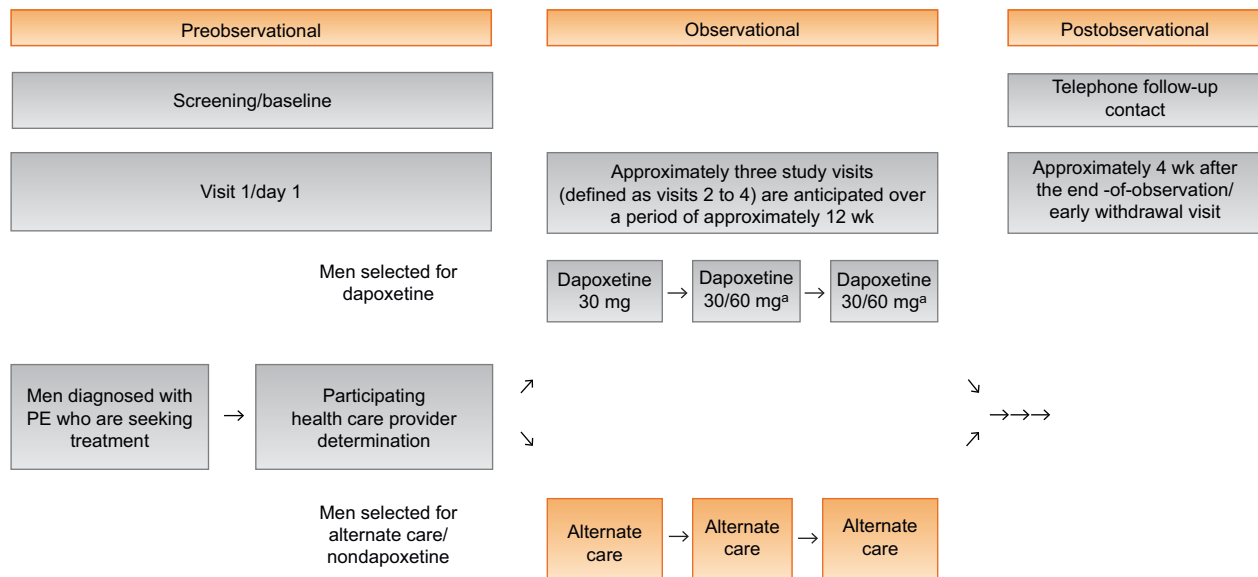 Preobservational
Observational
Postobservational
Screening/baseline
Telephone follow-up
contact
Visit 1/day 1
Approximately three study visits
(defined as visits 2 to 4) are anticipated over
a period of approximately 12 wk
Approximately 4 wk after
the end -of-observation/
early withdrawal visit
Men selected for
dapoxetine
Dapoxetine
30 mg
→
Dapoxetine
30/60 mgᵃ
→
Dapoxetine
30/60 mgᵃ
Men diagnosed with
PE who are seeking
treatment
→
Participating
health care provider
determination
↗
↘
↘
↗
→→→
Men selected for
alternate care/
nondapoxetine
Alternate
care
→
Alternate
care
→
Alternate
care